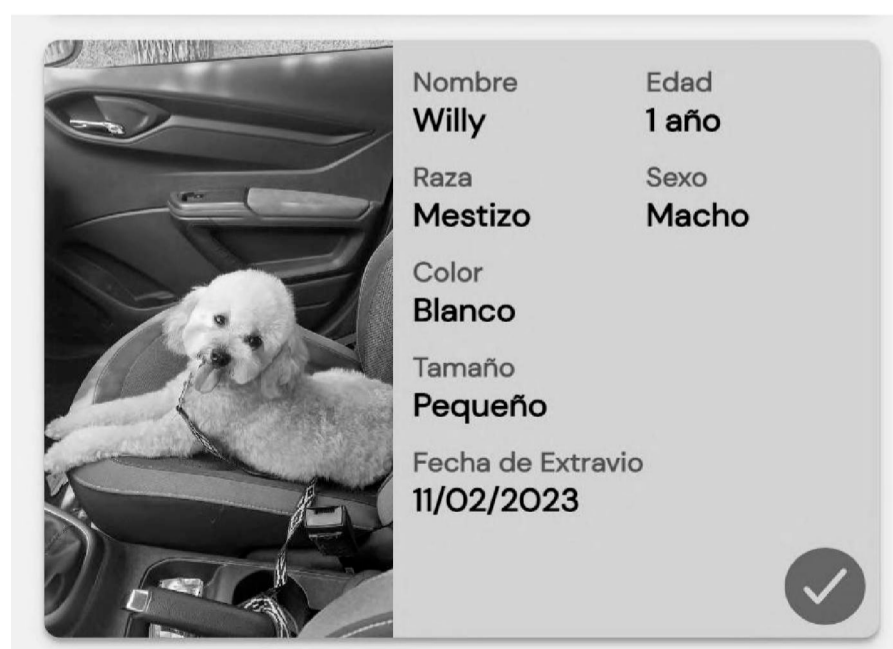 Nombre
Edad
Willy
1 año
Raza
Sexo
Mestizo
Macho
Color
Blanco
Tamaño
Pequeño
Fecha de Extravio
11/02/2023